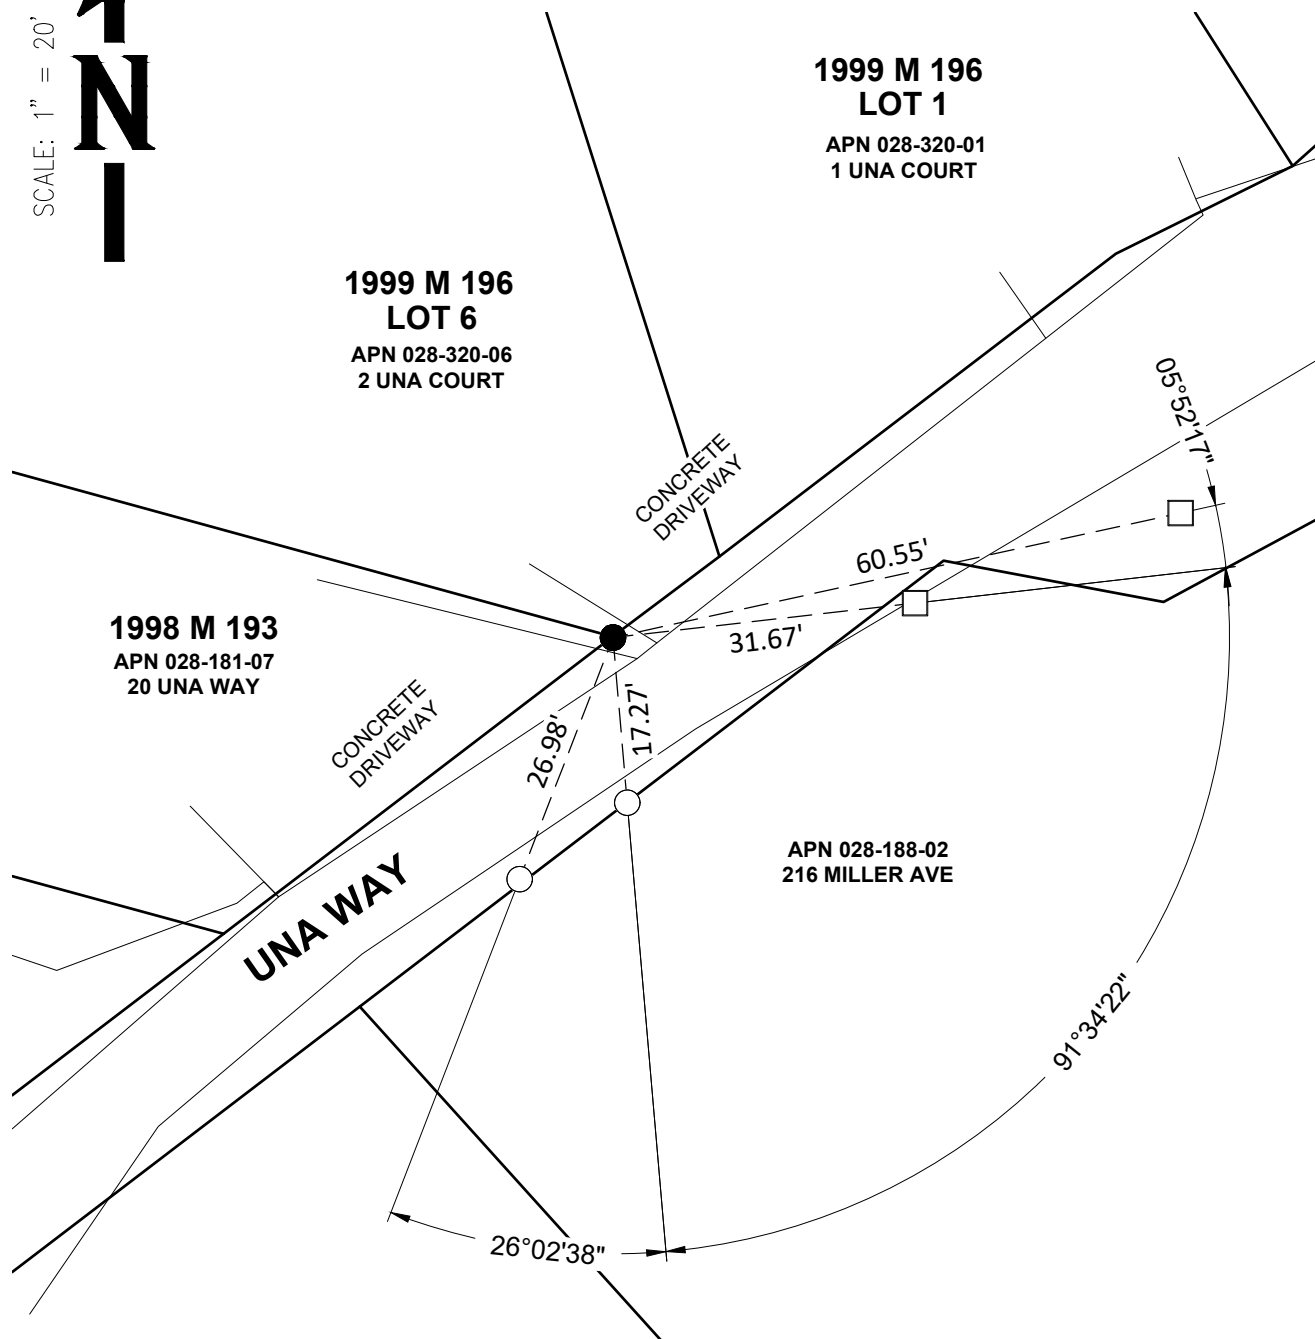 SCALE: 1" = 20'
N
1999 M 196
LOT 1
APN 028-320-01
1 UNA COURT
1999 M 196
LOT 6
APN 028-320-06
2 UNA COURT
05°52'17"
CONCRETE
DRIVEWAY
60.55'
31.67'
1998 M 193
APN 028-181-07
20 UNA WAY
CONCRETE
DRIVEWAY
26.98'
17.27'
UNA WAY
APN 028-188-02
216 MILLER AVE
91°34'22"
26°02'38"